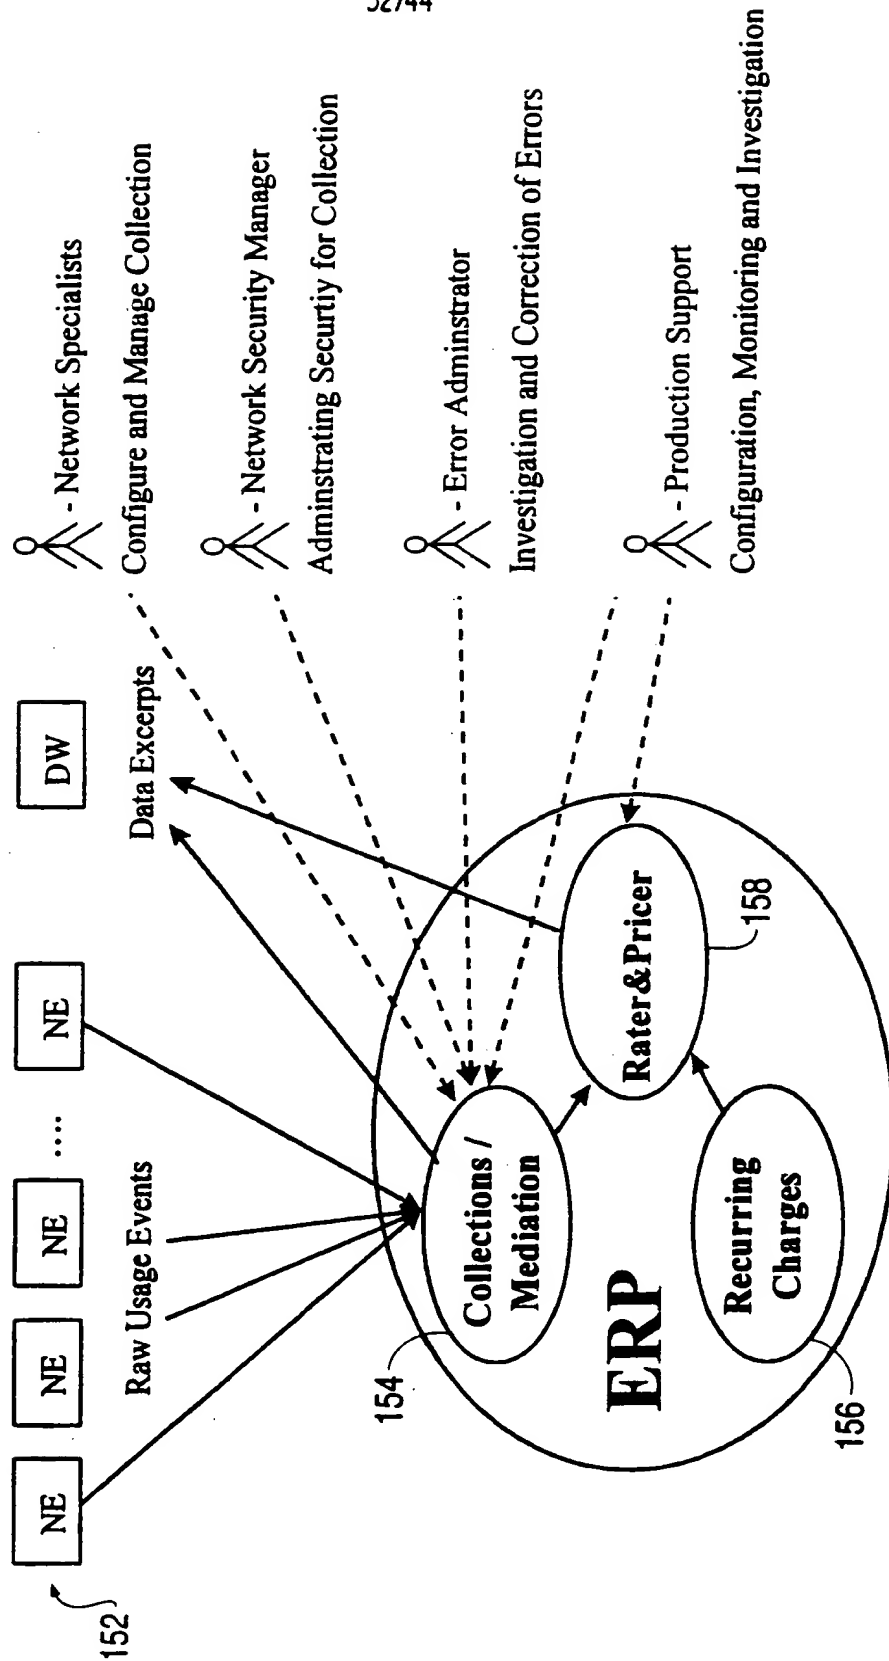 52744
152
NE
NE
NE
....
NE
DW
Raw Usage Events
Data Excerpts
- Network Specialists
Configure and Manage Collection
- Network Security Manager
Adminstrating Securtiy for Collection
- Error Adminstrator
Investigation and Correction of Errors
- Production Support
Configuration, Monitoring and Investigation
154
Collections /
Mediation
ERP
Rater&Pricer
158
Recurring
Charges
156